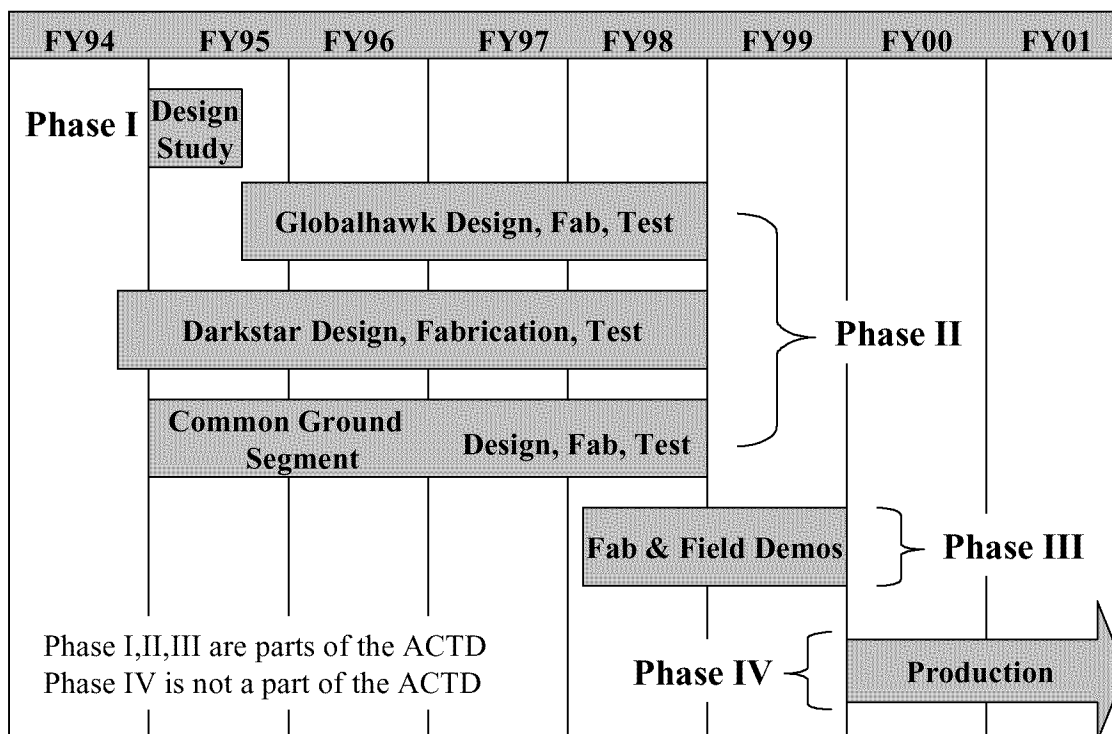 FY94 FY95 FY96 FY97 FY98 FY99 FY00 FY01
Phase I
Design
Study
Globalhawk Design, Fab, Test
Darkstar Design, Fabrication, Test
Phase II
Common Ground
Segment
Design, Fab, Test
Fab & Field Demos
Phase III
Phase I,II,III are parts of the ACTD
Phase IV is not a part of the ACTD
Phase IV
Production